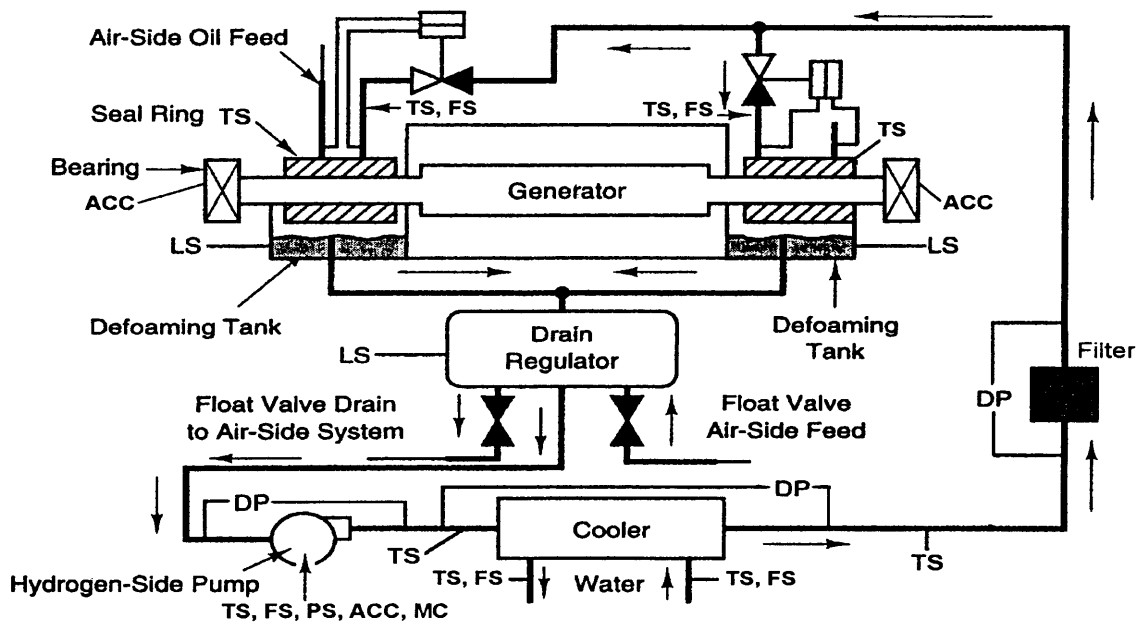 Air-Side Oil Feed
TS, FS
TS, FS
Seal Ring TS
TS
Bearing
ACC
Generator
ACC
LS
LS
Defoaming Tank
Defoaming
Tank
Drain
Regulator
LS
Filter
DP
Float Valve Drain
to Air-Side System
Float Valve
Air-Side Feed
DP
DP
Cooler
TS
TS
Hydrogen-Side Pump
TS, FS
Water
TS, FS
TS, FS, PS, ACC, MC